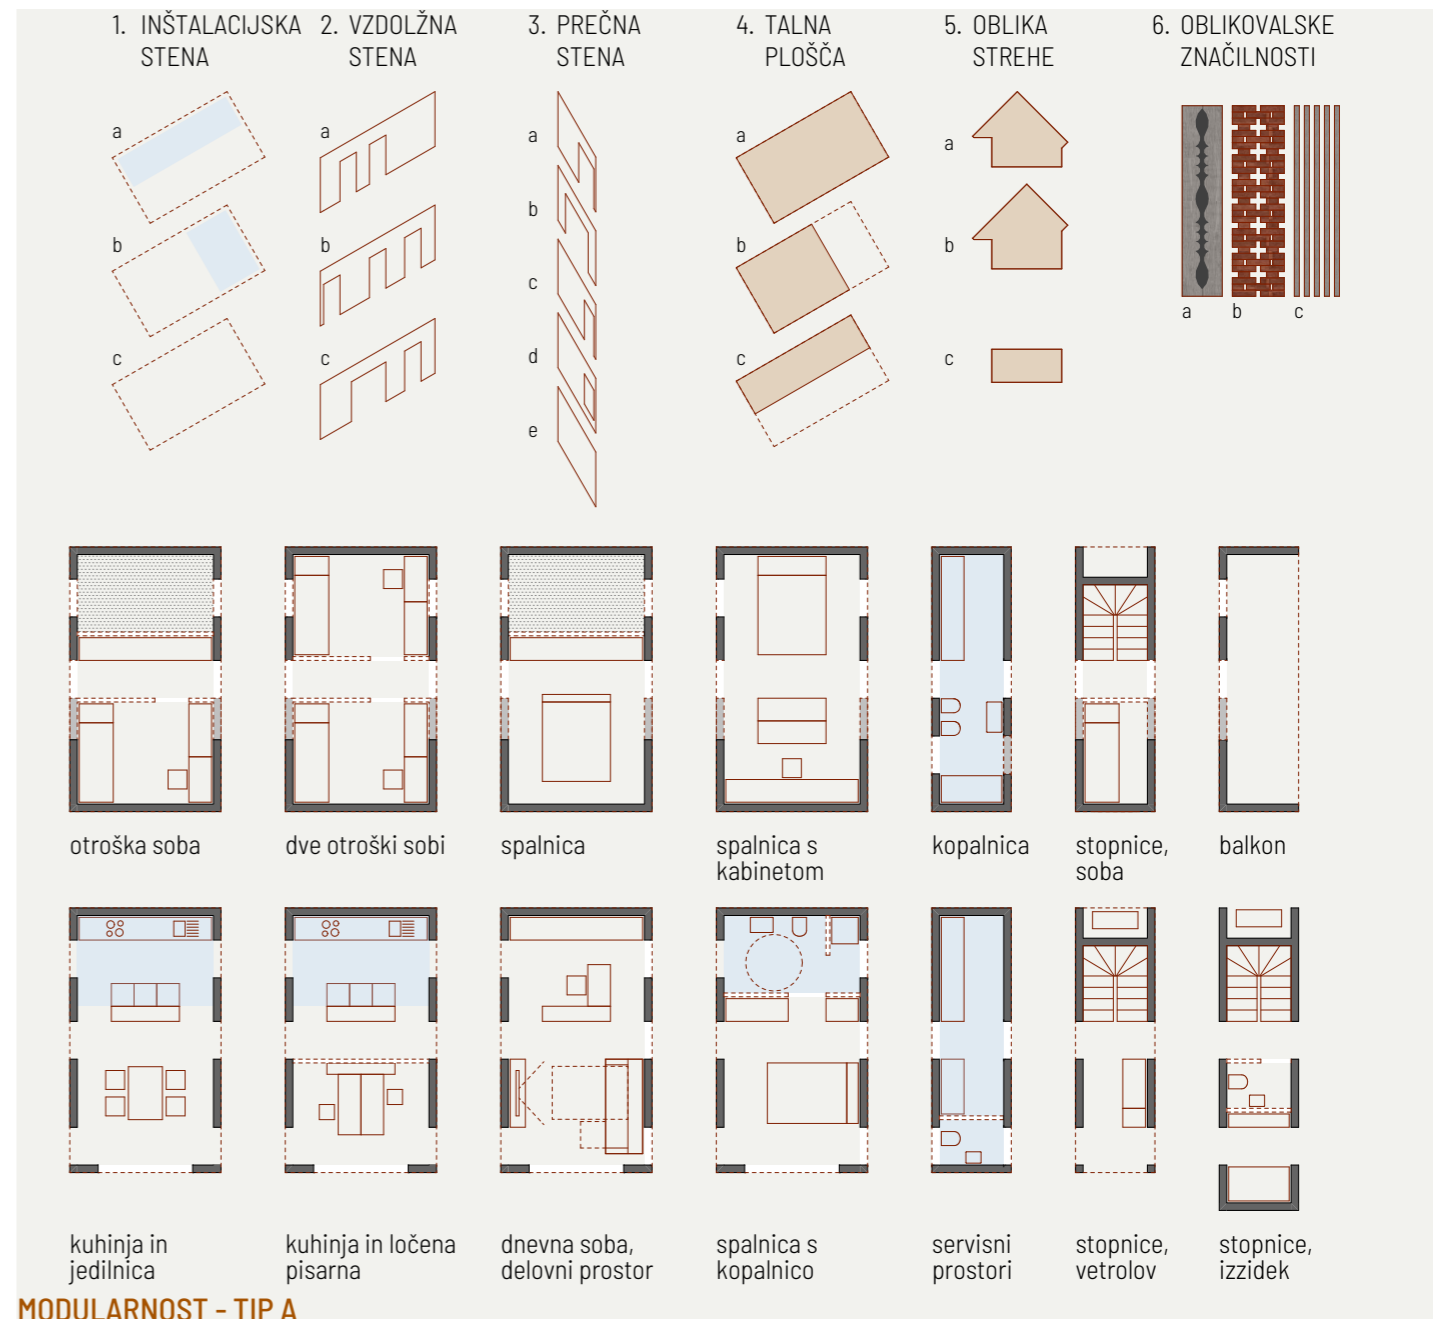 1. INŠTALACIJSKA
STENA
a
b
c
2. VZDOLŽNA
STENA
a
b
c
3. PREČNA
STENA
a
b
c
d
e
4. TALNA
PLOŠČA
a
b
c
5. OBLIKA
STREHE
a
b
c
6. OBLIKOVALSKE
ZNAČILNOSTI
a b c
otroška soba
dve otroški sobi
spalnica
spalnica s
kabinetom
kopalnica
stopnice,
soba
balkon
kuhinja in
jedilnica
kuhinja in ločena
pisarna
dnevna soba,
delovni prostor
spalnica s
kopalnico
servisni
prostori
stopnice,
vetrolov
stopnice,
izzidek
MODULARNOST - TIP A